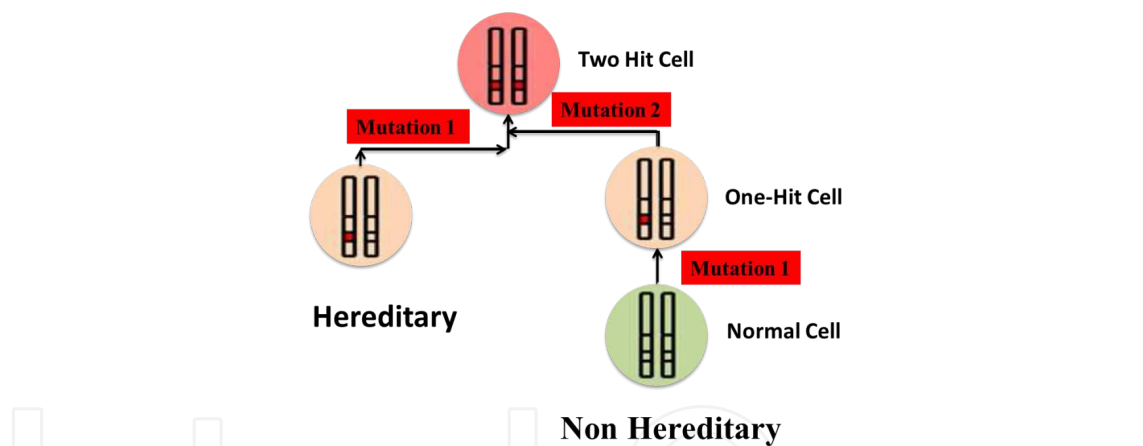 Two Hit Cell
Mutation 1
Mutation 2
One-Hit Cell
Mutation 1
Hereditary
Normal Cell
Non Hereditary